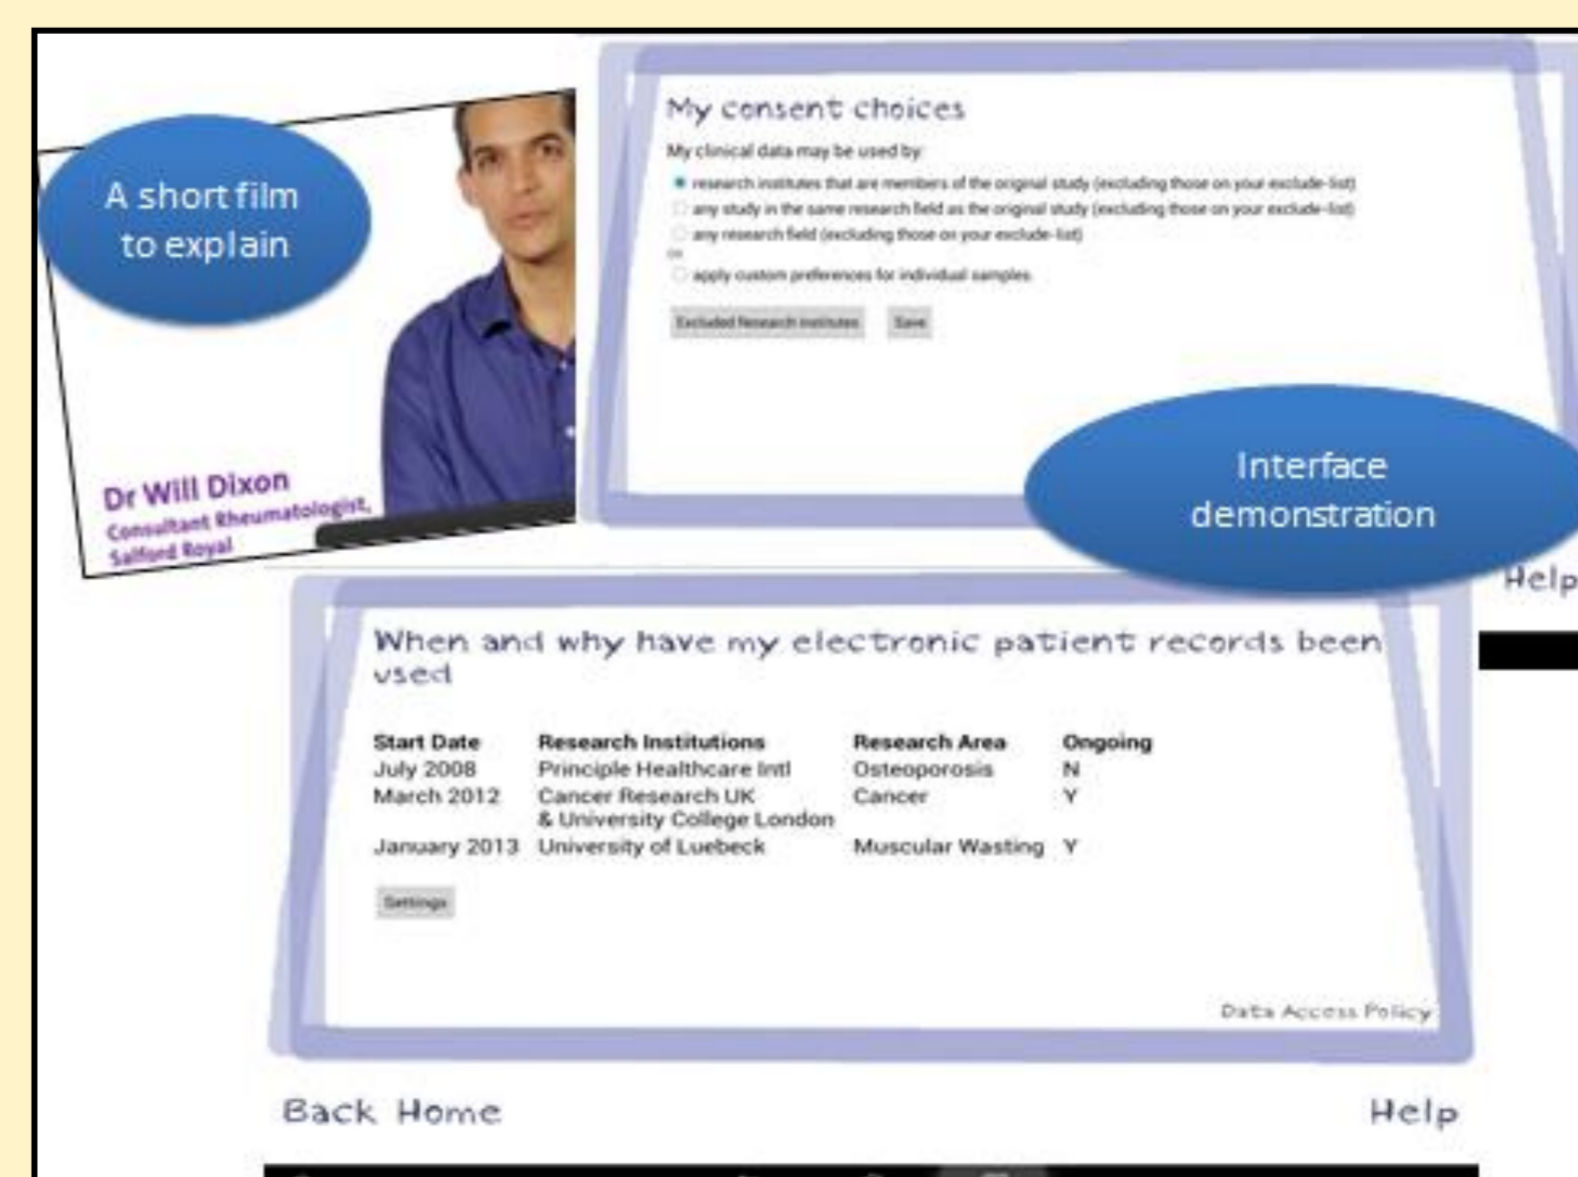 A short film
to explain
Dr Will Dixon
Consultant Rheumatologist,
Salford Royal
My consent choices
My clinical data may be used by:
research institutes that are members of the original study (excluding those on your exclude-list)
any study in the same research field as the original study (excluding those on your exclude-list)
any research field (excluding those on your exclude-list)
OR
apply custom preferences for individual samples
Excluded Research Institutes Save
Interface
demonstration
Help
When and why have my electronic patient records been
used
Start Date Research Institutions Research Area Ongoing
July 2008 Principle Healthcare Intl Osteoporosis N
March 2012 Cancer Research UK Cancer Y
& University College London
January 2013 University of Luebeck Muscular Wasting Y
Settings
Data Access Policy
Back Home Help